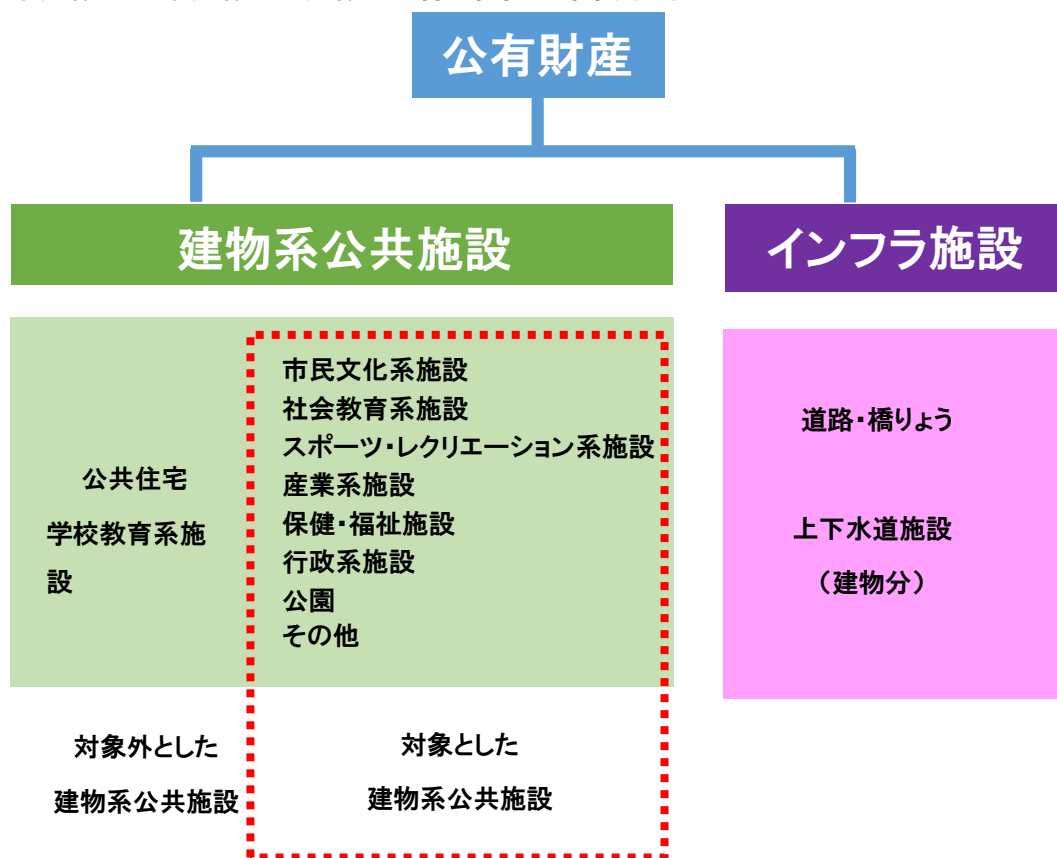 公有財産
建物系公共施設
インフラ施設
公共住宅
学校教育系施
設
市民文化系施設
社会教育系施設
スポーツ・レクリエーション系施設
産業系施設
保健・福祉施設
行政系施設
公園
その他
道路・橋りょう
上下水道施設
（建物分）
対象外とした
建物系公共施設
対象とした
建物系公共施設